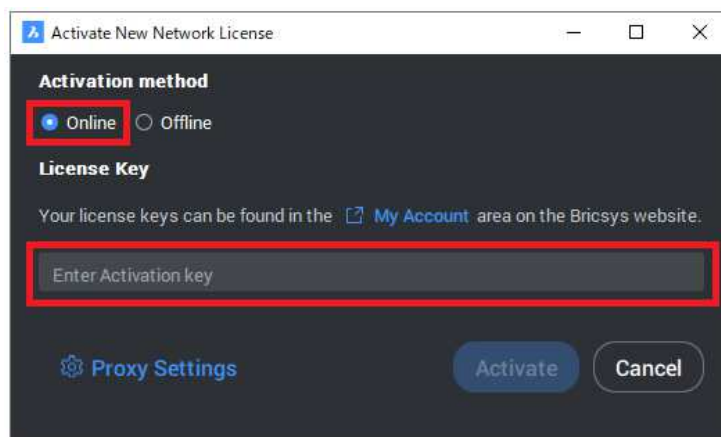 Activate New Network License
Activation method
Online Offline
License Key
Your license keys can be found in the My Account area on the Bricsys website.
Enter Activation key
Proxy Settings Activate Cancel